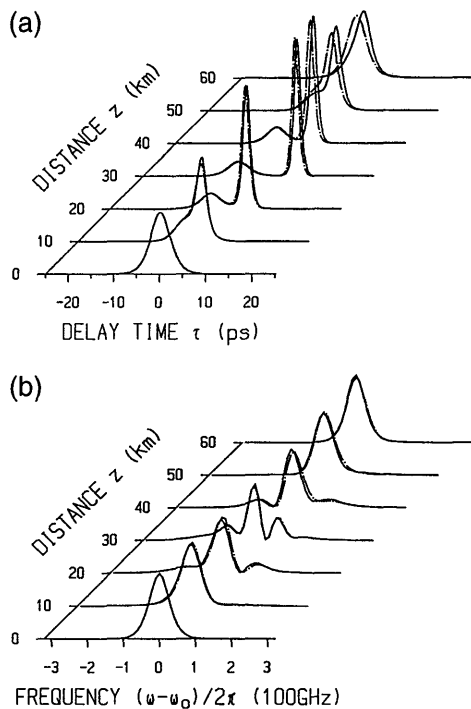 (a)
DISTANCE z (km)
60
50
40
30
20
10
0
-20 -10 0 10 20
DELAY TIME τ (ps)
(b)
DISTANCE z (km)
60
50
40
30
20
10
0
-3 -2 -1 0 1 2 3
FREQUENCY (ω-ω₀)/2π (100GHz)